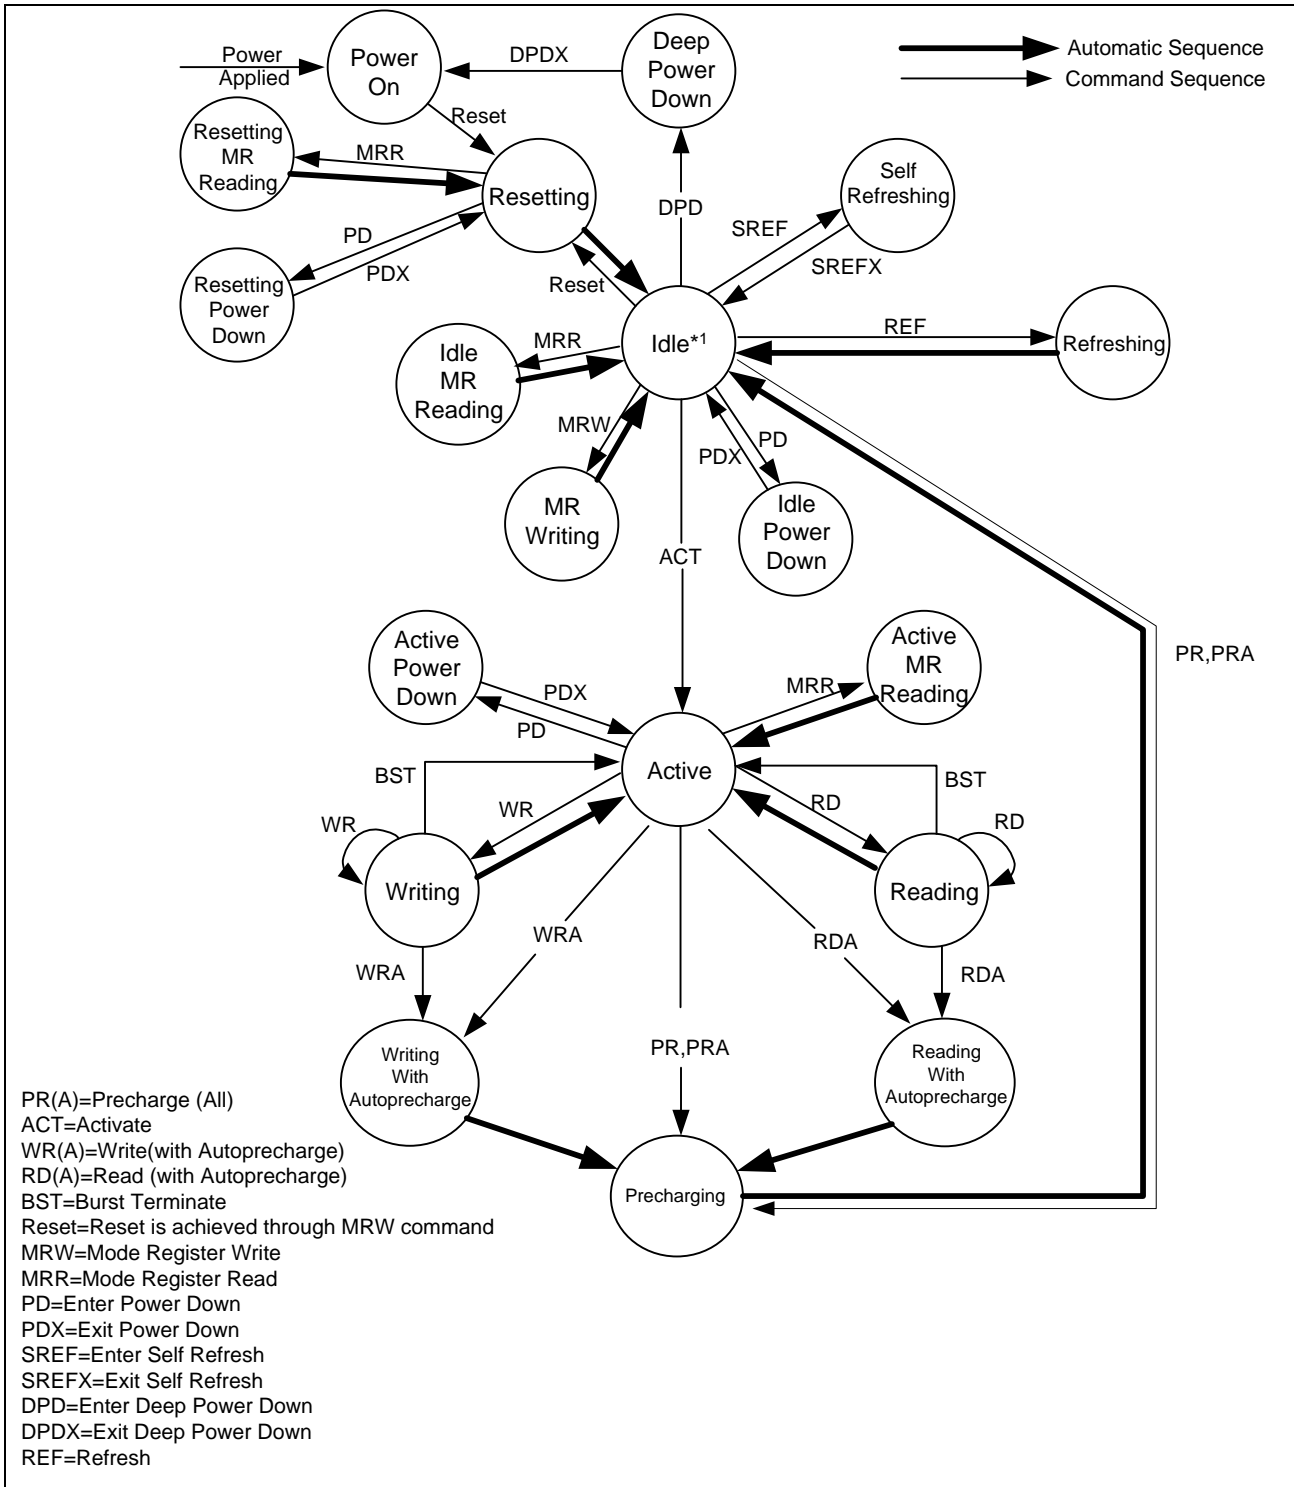 Power
Applied
Power
On
DPDX
Deep
Power
Down
Automatic Sequence
Command Sequence
Reset
Resetting
MR
Reading
MRR
Resetting
DPD
Self
Refreshing
SREF
SREFX
PD
PDX
Resetting
Power
Down
Reset
Idle*1
REF
Refreshing
MRR
Idle
MR
Reading
MRW
MR
Writing
PD
PDX
Idle
Power
Down
ACT
Active
Power
Down
PDX
PD
Active
MR
Reading
MRR
PR,PRA
Active
BST
BST
WR
RD
WR
RD
Writing
Reading
WRA
RDA
WRA
RDA
PR,PRA
Writing
With
Autoprecharge
Reading
With
Autoprecharge
Precharging
PR(A)=Precharge (All)
ACT=Activate
WR(A)=Write(with Autoprecharge)
RD(A)=Read (with Autoprecharge)
BST=Burst Terminate
Reset=Reset is achieved through MRW command
MRW=Mode Register Write
MRR=Mode Register Read
PD=Enter Power Down
PDX=Exit Power Down
SREF=Enter Self Refresh
SREFX=Exit Self Refresh
DPD=Enter Deep Power Down
DPDX=Exit Deep Power Down
REF=Refresh